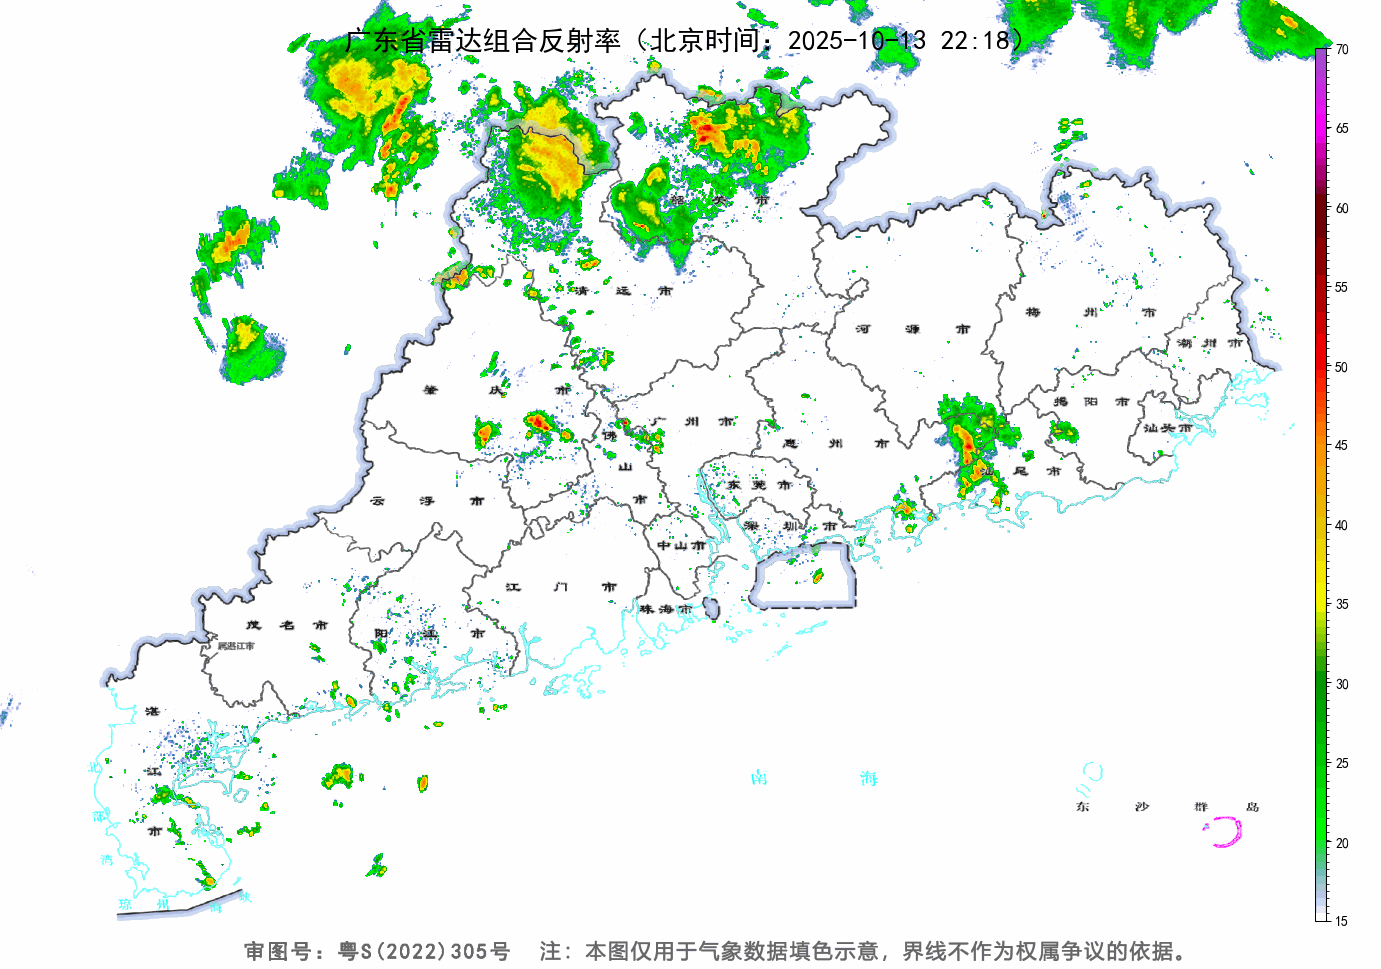 广东省雷达组合反射率（北京时间：2025-10-13 22:18）
70
65
60
55
50
45
40
35
30
25
20
15
韶 关 市
清 远 市
河 源 市
梅 州 市
潮 州 市
肇 庆 市
广 州 市
惠 州 市
揭 阳 市
汕头市
佛 山 市
汕 尾 市
云 浮 市
东 莞 市
深 圳 市
中山市
江 门 市
珠海市
茂 名 市
阳 江 市
属湛江市
湛 江 市
北 部 湾
南 海
东 沙 群 岛
琼 州 海 峡
审图号：粤S(2022)305号 注：本图仅用于气象数据填色示意，界线不作为权属争议的依据。